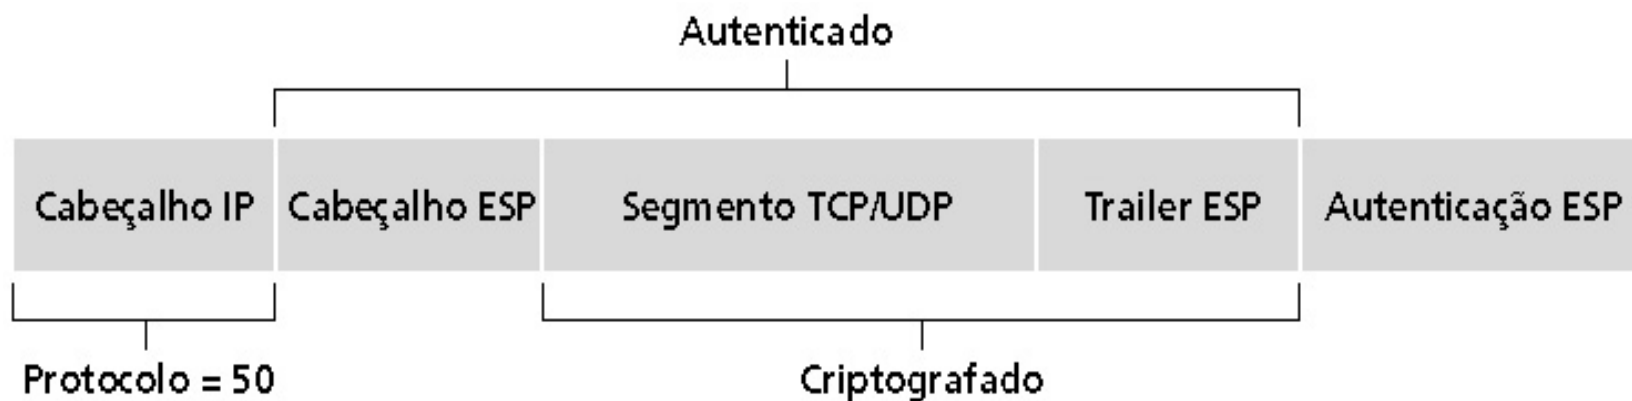 Autenticado
Cabeçalho IP
Cabeçalho ESP
Segmento TCP/UDP
Trailer ESP
Autenticação ESP
Protocolo = 50
Criptografado